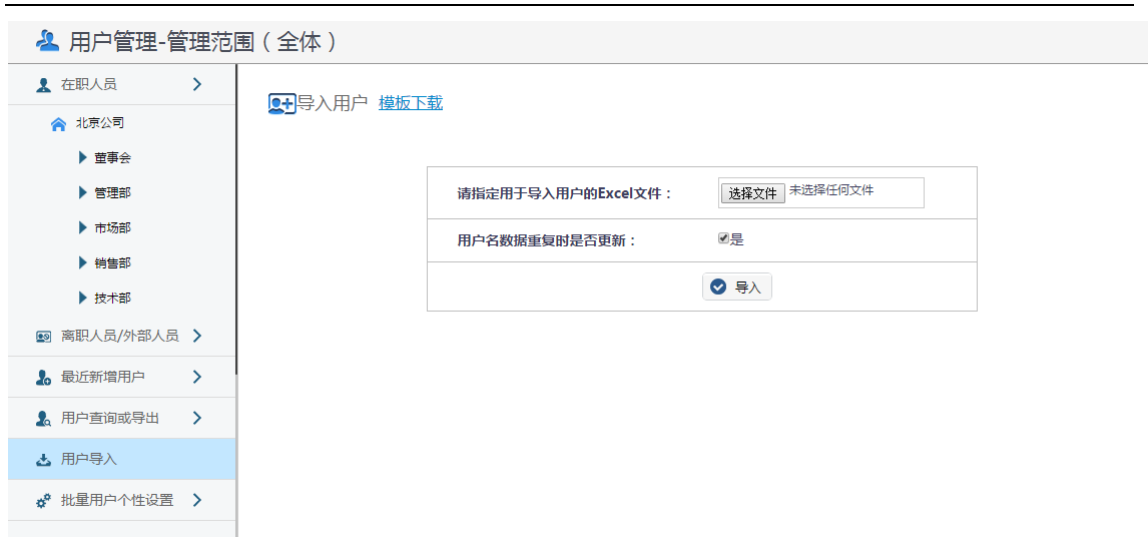 用户管理-管理范围（全体）
在职人员
北京公司
董事会
管理部
市场部
销售部
技术部
离职人员/外部人员
最近新增用户
用户查询或导出
用户导入
批量用户个性设置
导入用户 模板下载
请指定用于导入用户的Excel文件： 选择文件 未选择任何文件
用户名数据重复时是否更新： 是
导入